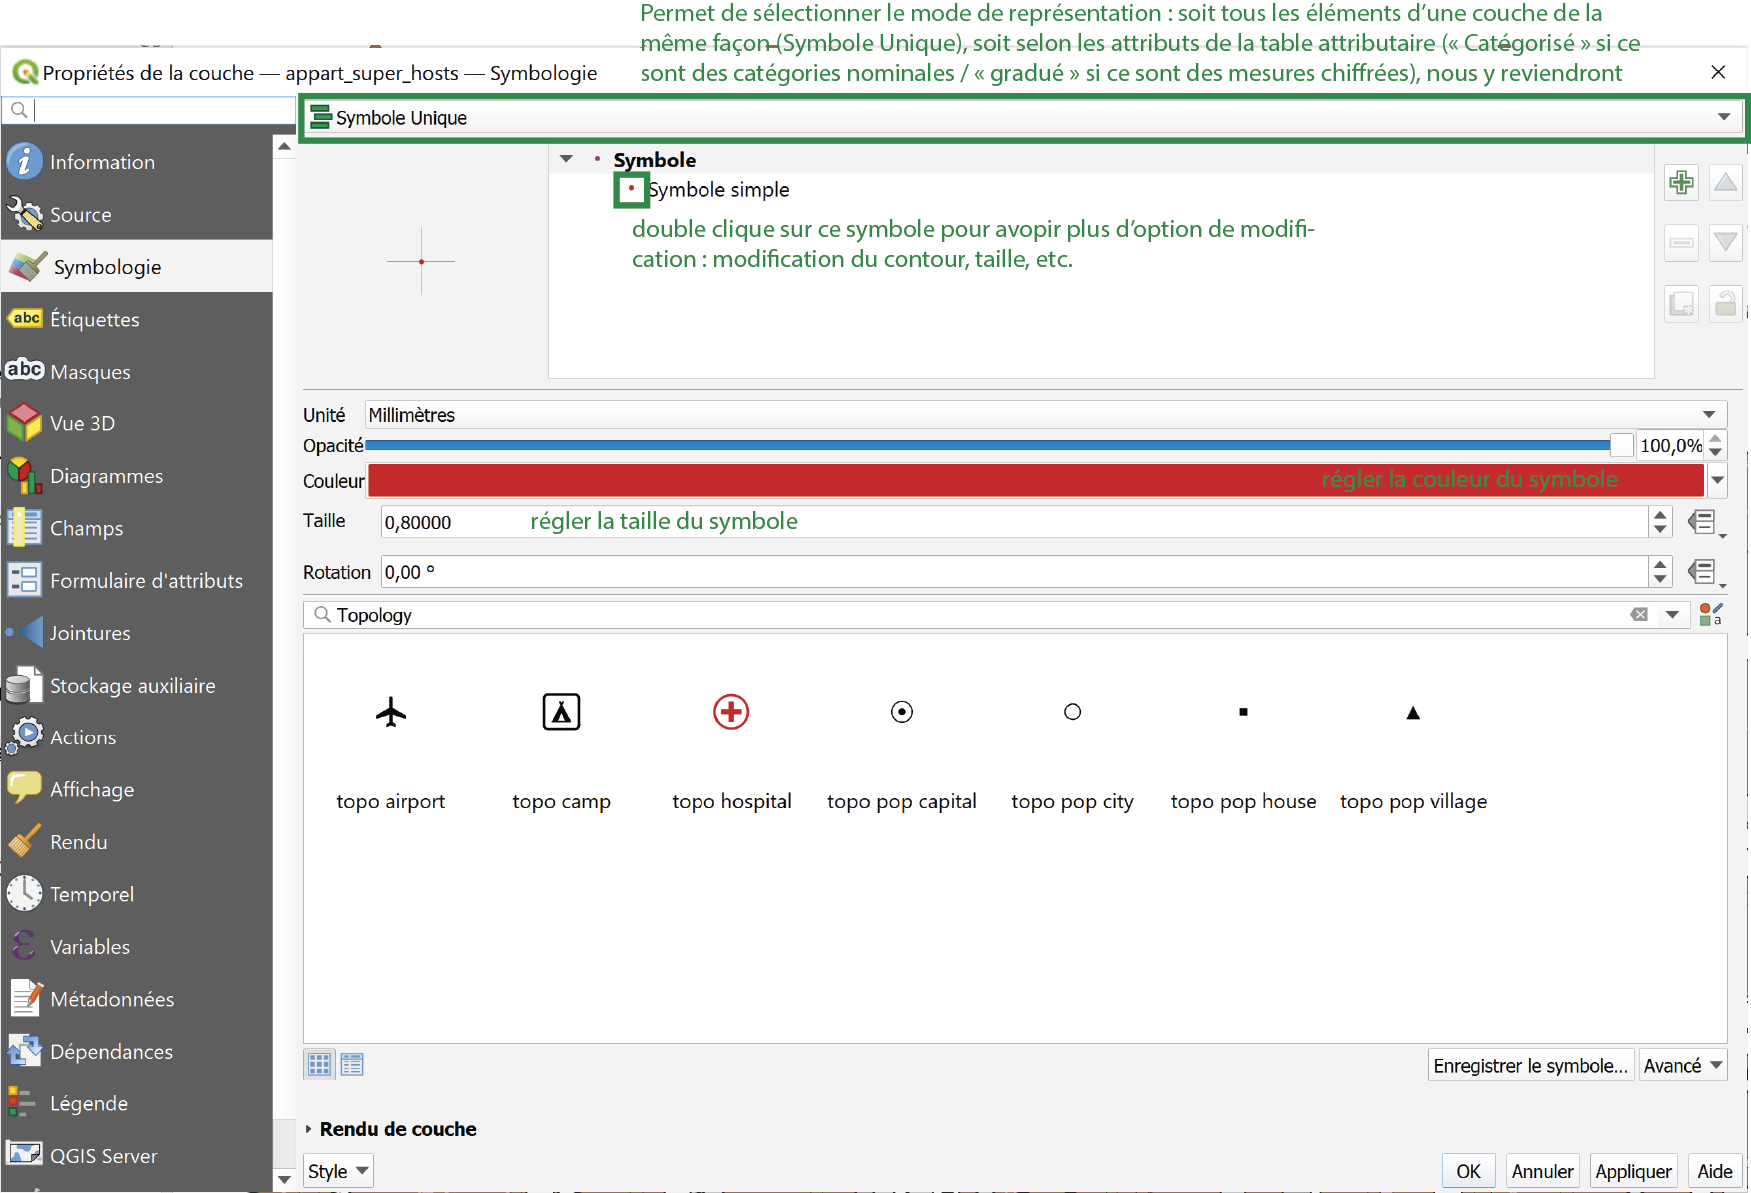 Permet de sélectionner le mode de représentation : soit tous les éléments d’une couche de la
même façon (Symbole Unique), soit selon les attributs de la table attributaire (« Catégorisé » si ce
sont des catégories nominales / « gradué » si ce sont des mesures chiffrées), nous y reviendront
Propriétés de la couche — appart_super_hosts — Symbologie
Symbole Unique
Information
Source
Symbologie
Étiquettes
Masques
Vue 3D
Diagrammes
Champs
Formulaire d'attributs
Jointures
Stockage auxiliaire
Actions
Affichage
Rendu
Temporel
Variables
Métadonnées
Dépendances
Légende
QGIS Server
abc
abc
Symbole
Symbole simple
double clique sur ce symbole pour avopir plus d’option de modifi-
cation : modification du contour, taille, etc.
Unité Millimètres
Opacité 100,0%
Couleur régler la couleur du symbole
Taille 0,80000 régler la taille du symbole
Rotation 0,00 °
Topology
a
topo airport topo camp topo hospital topo pop capital topo pop city topo pop house topo pop village
Enregistrer le symbole... Avancé
Rendu de couche
Style
OK Annuler Appliquer Aide